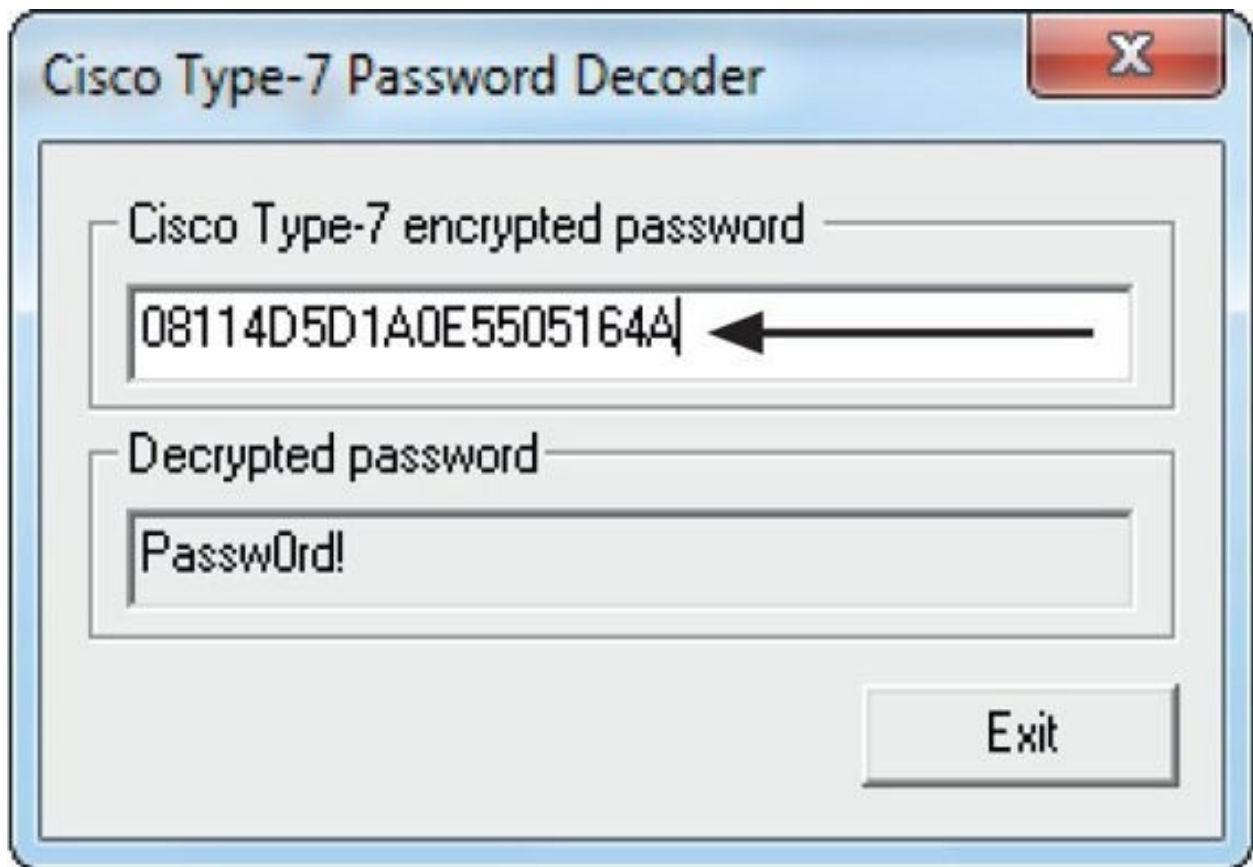 Cisco Type-7 Password Decoder
Cisco Type-7 encrypted password
08114D5D1A0E5505164A
Decrypted password
Passw0rd!
Exit